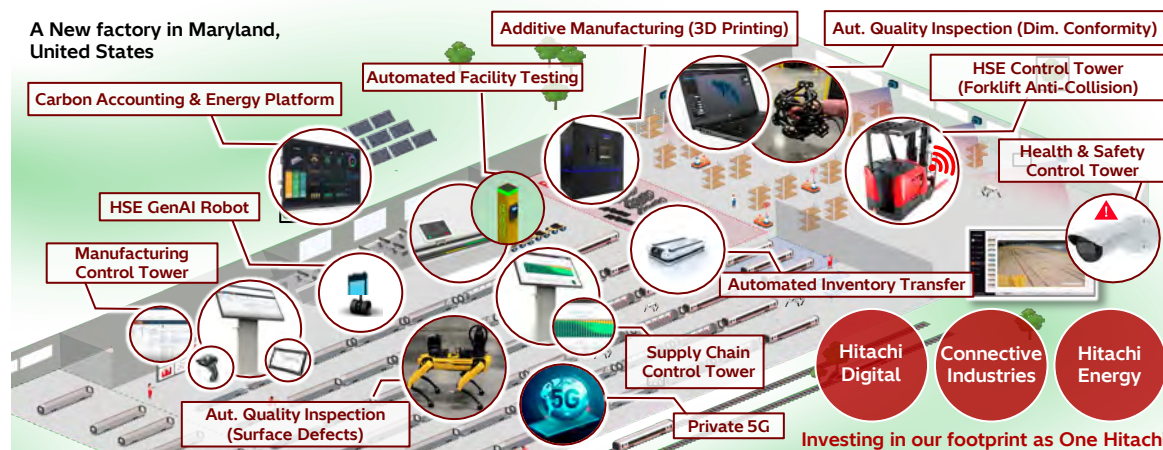 A New factory in Maryland,
United States
Additive Manufacturing (3D Printing)
Aut. Quality Inspection (Dim. Conformity)
Automated Facility Testing
HSE Control Tower
(Forklift Anti-Collision)
Carbon Accounting & Energy Platform
Health & Safety
Control Tower
HSE GenAI Robot
Manufacturing
Control Tower
Automated Inventory Transfer
Supply Chain
Control Tower
Hitachi
Digital
Connective
Industries
Hitachi
Energy
Aut. Quality Inspection
(Surface Defects)
5G
Private 5G
Investing in our footprint as One Hitachi